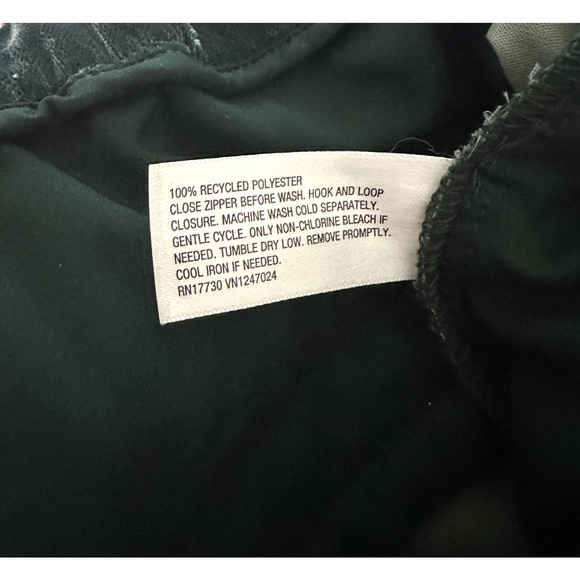 100% RECYCLED POLYESTER
CLOSE ZIPPER BEFORE WASH. HOOK AND LOOP
CLOSURE. MACHINE WASH COLD SEPARATELY.
GENTLE CYCLE. ONLY NON-CHLORINE BLEACH IF
NEEDED. TUMBLE DRY LOW. REMOVE PROMPTLY.
COOL IRON IF NEEDED.
RN17730 VN1247024